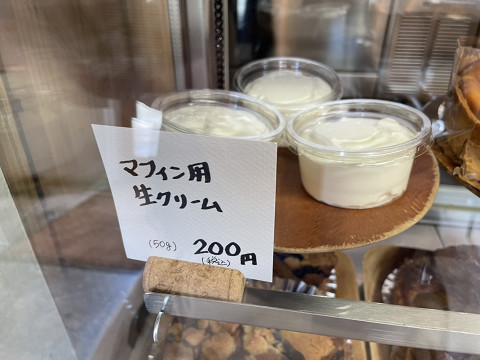 マフィン用
生クリーム
(50g) 200円
(税込)